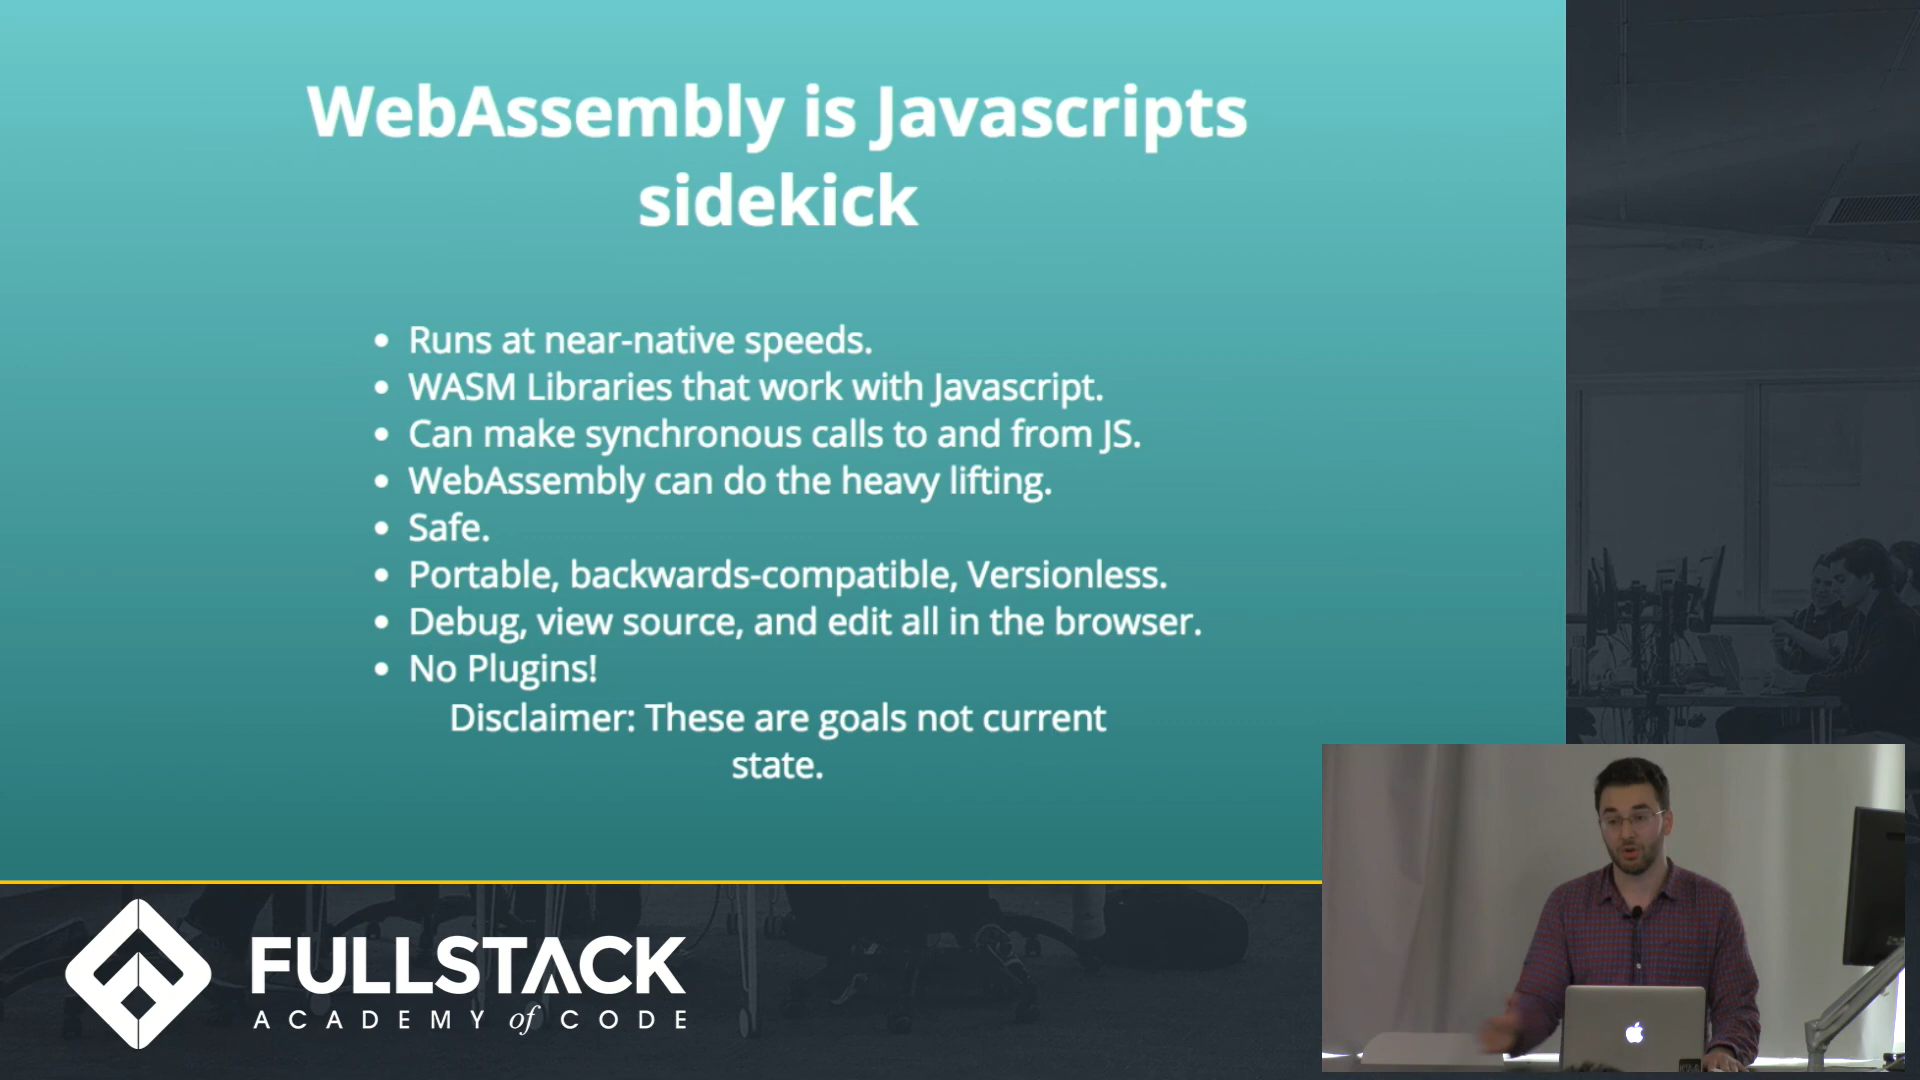 WebAssembly is Javascripts
sidekick
Runs at near-native speeds.
WASM Libraries that work with Javascript.
Can make synchronous calls to and from JS.
WebAssembly can do the heavy lifting.
Safe.
Portable, backwards-compatible, Versionless.
Debug, view source, and edit all in the browser.
No Plugins!
Disclaimer: These are goals not current
state.
FULLSTACK
ACADEMY of CODE